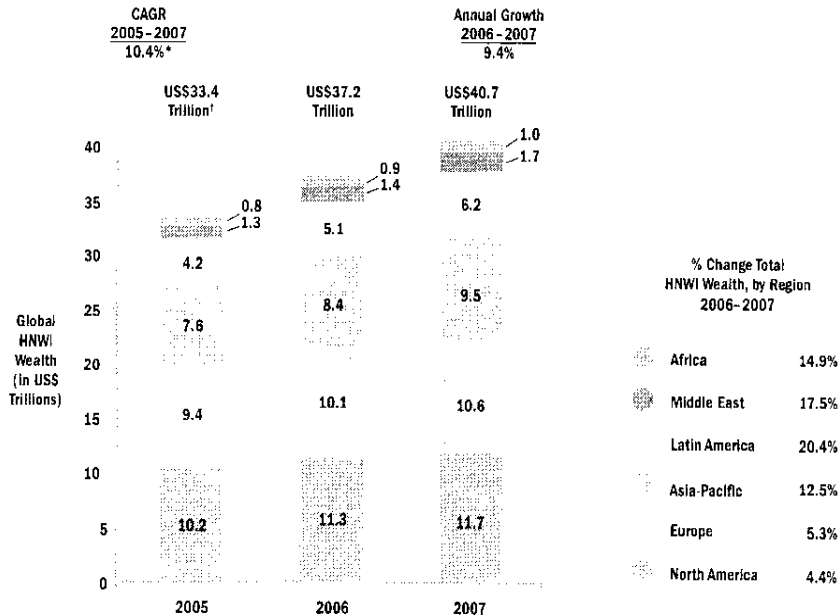 CAGR
2005–2007
10.4%*
Annual Growth
2006–2007
9.4%
US$33.4
Trillion†
US$37.2
Trillion
US$40.7
Trillion
Global
HNWI
Wealth
(in US$
Trillions)
40
35
30
25
20
15
10
5
0
0.8
1.3
4.2
7.6
9.4
10.2
2005
0.9
1.4
5.1
8.4
10.1
11.3
2006
1.0
1.7
6.2
9.5
10.6
11.7
2007
% Change Total
HNWI Wealth, by Region
2006–2007
Africa 14.9%
Middle East 17.5%
Latin America 20.4%
Asia-Pacific 12.5%
Europe 5.3%
North America 4.4%